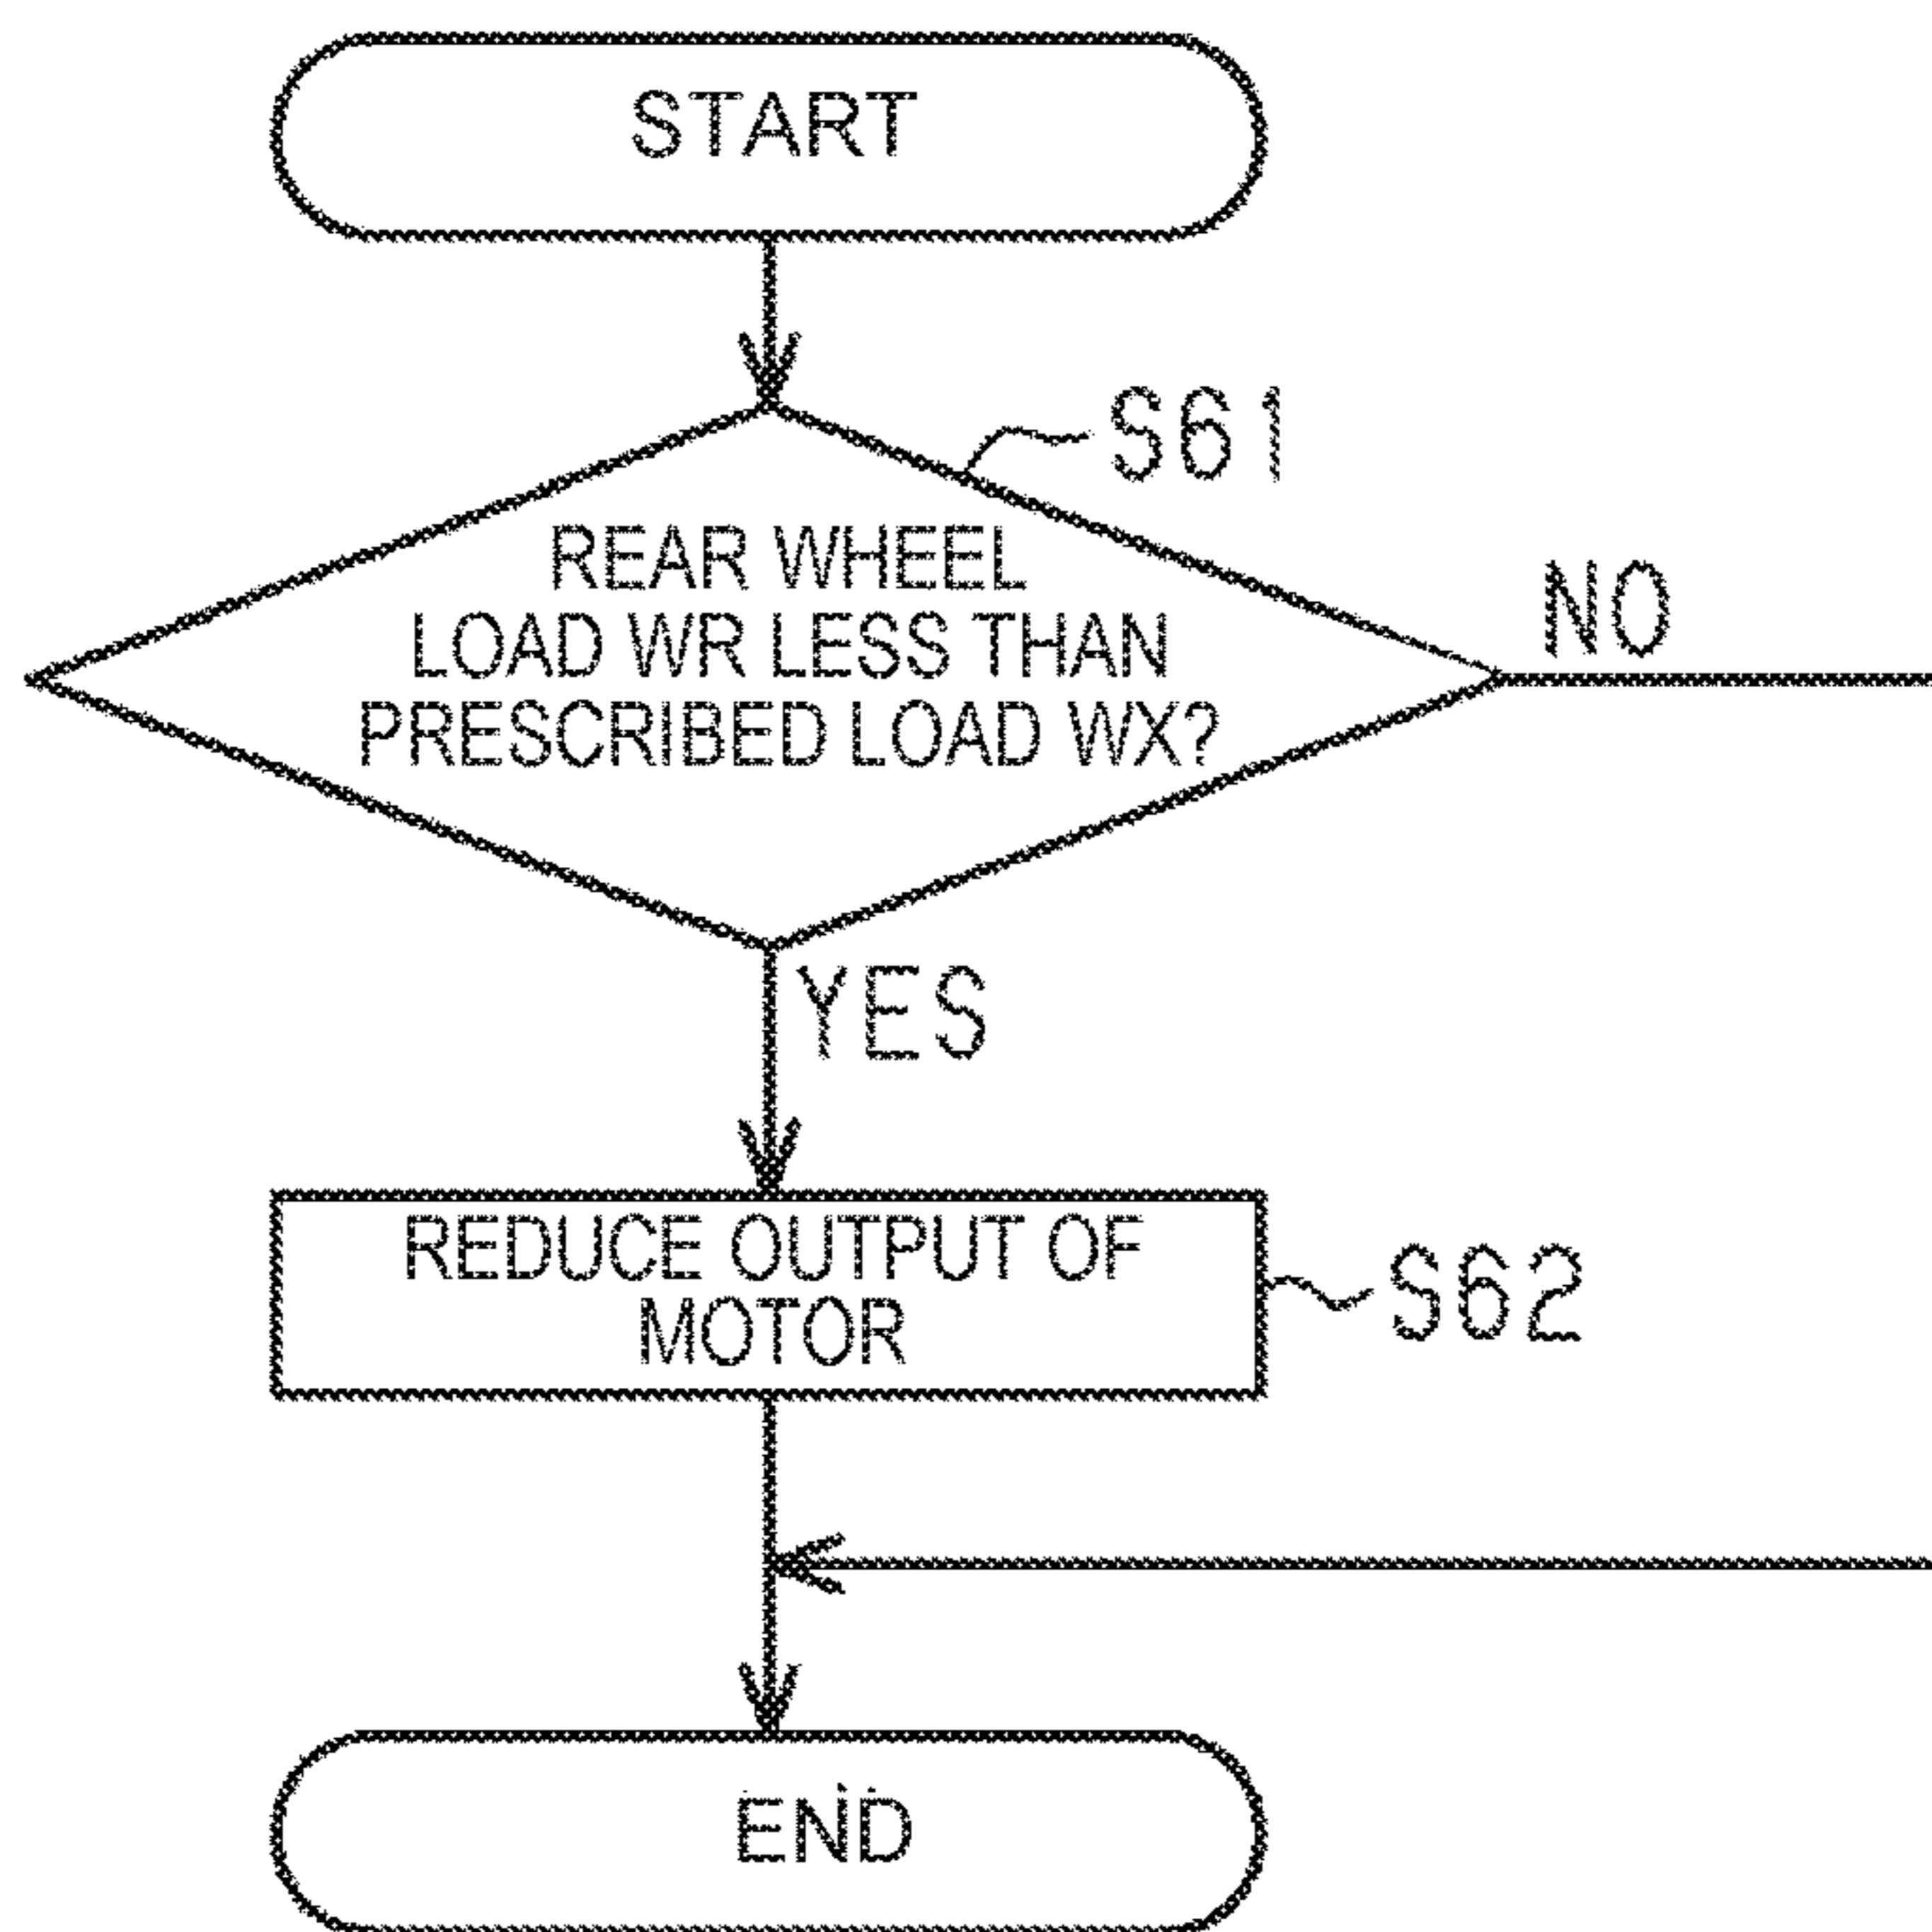 START
S61
REAR WHEEL
LOAD WR LESS THAN
PRESCRIBED LOAD WX?
NO
YES
REDUCE OUTPUT OF
MOTOR
S62
END